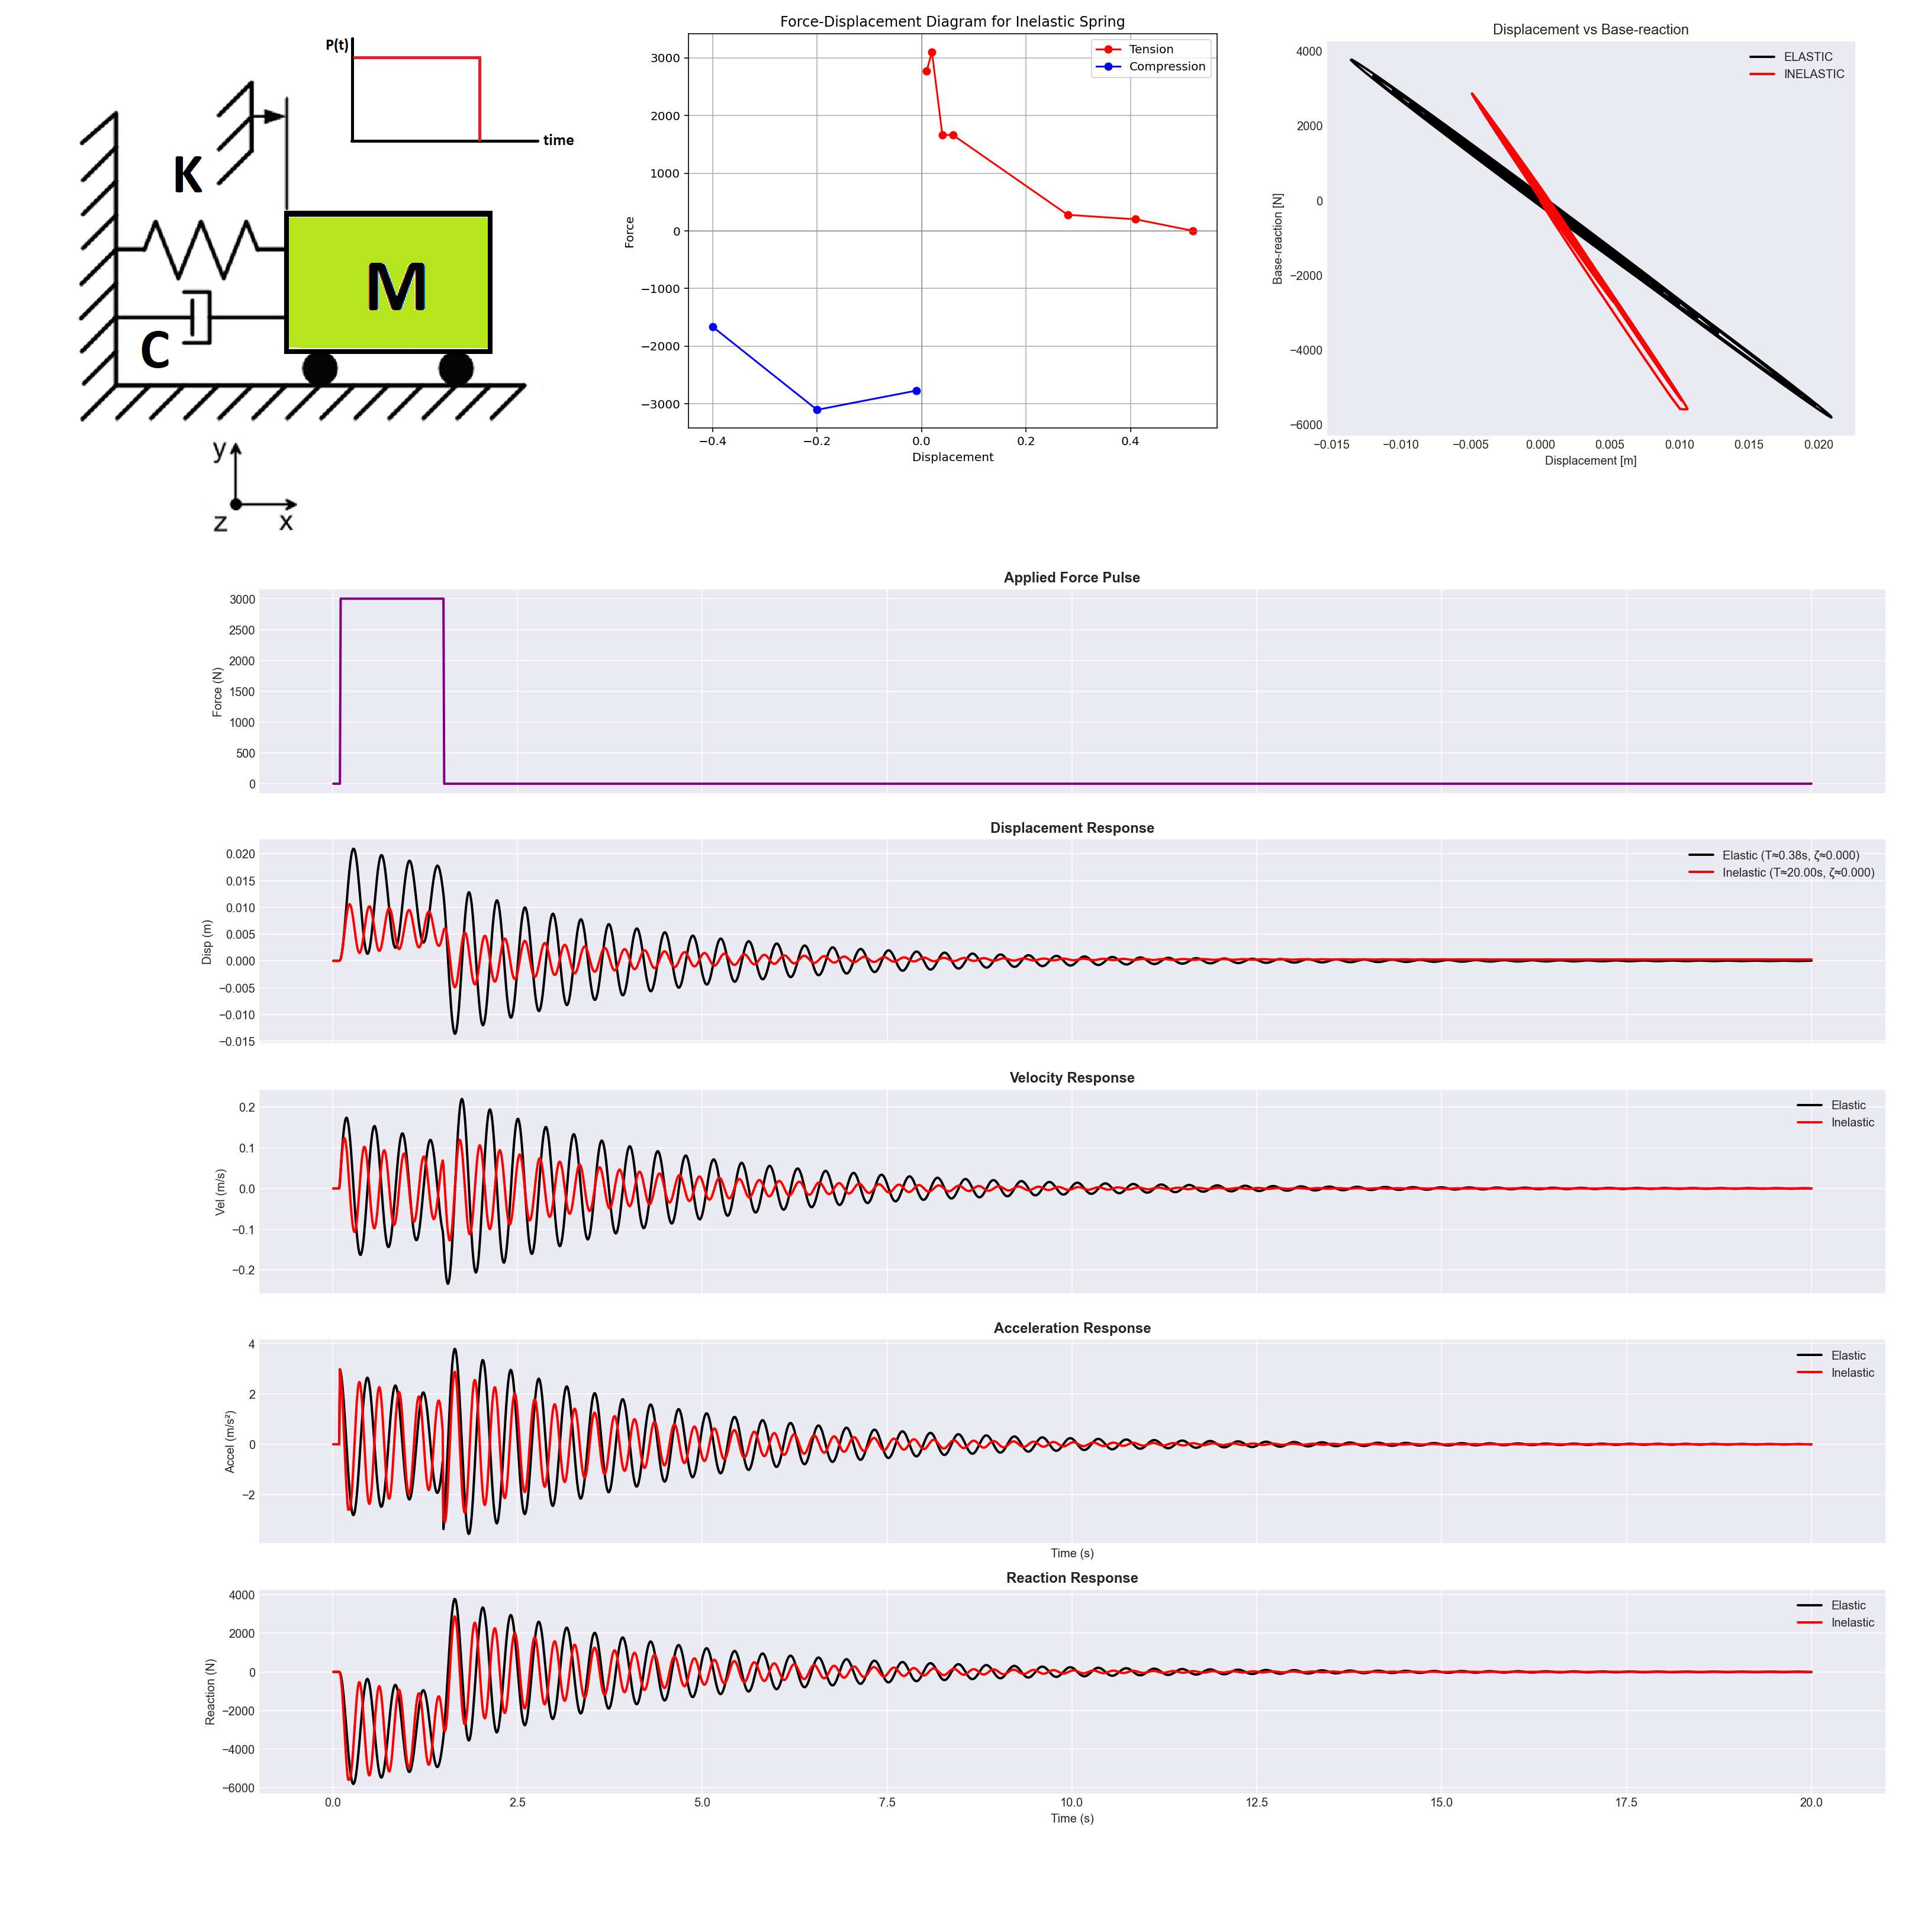 P(t)
time
K
M
C
y
z
x
Force-Displacement Diagram for Inelastic Spring
Tension
Compression
3000
2000
1000
0
−1000
−2000
−3000
Force
−0.4
−0.2
0.0
0.2
0.4
Displacement
Displacement vs Base-reaction
ELASTIC
INELASTIC
4000
2000
0
−2000
−4000
−6000
Base-reaction [N]
−0.015
−0.010
−0.005
0.000
0.005
0.010
0.015
0.020
Displacement [m]
Applied Force Pulse
3000
2500
2000
1500
1000
500
0
Force (N)
Displacement Response
Elastic (T≈0.38s, ζ≈0.000)
Inelastic (T≈20.00s, ζ≈0.000)
0.020
0.015
0.010
0.005
0.000
−0.005
−0.010
−0.015
Disp (m)
Velocity Response
Elastic
Inelastic
0.2
0.1
0.0
−0.1
−0.2
Vel (m/s)
Acceleration Response
Elastic
Inelastic
4
2
0
−2
Accel (m/s²)
Time (s)
Reaction Response
Elastic
Inelastic
4000
2000
0
−2000
−4000
−6000
Reaction (N)
0.0
2.5
5.0
7.5
10.0
12.5
15.0
17.5
20.0
Time (s)